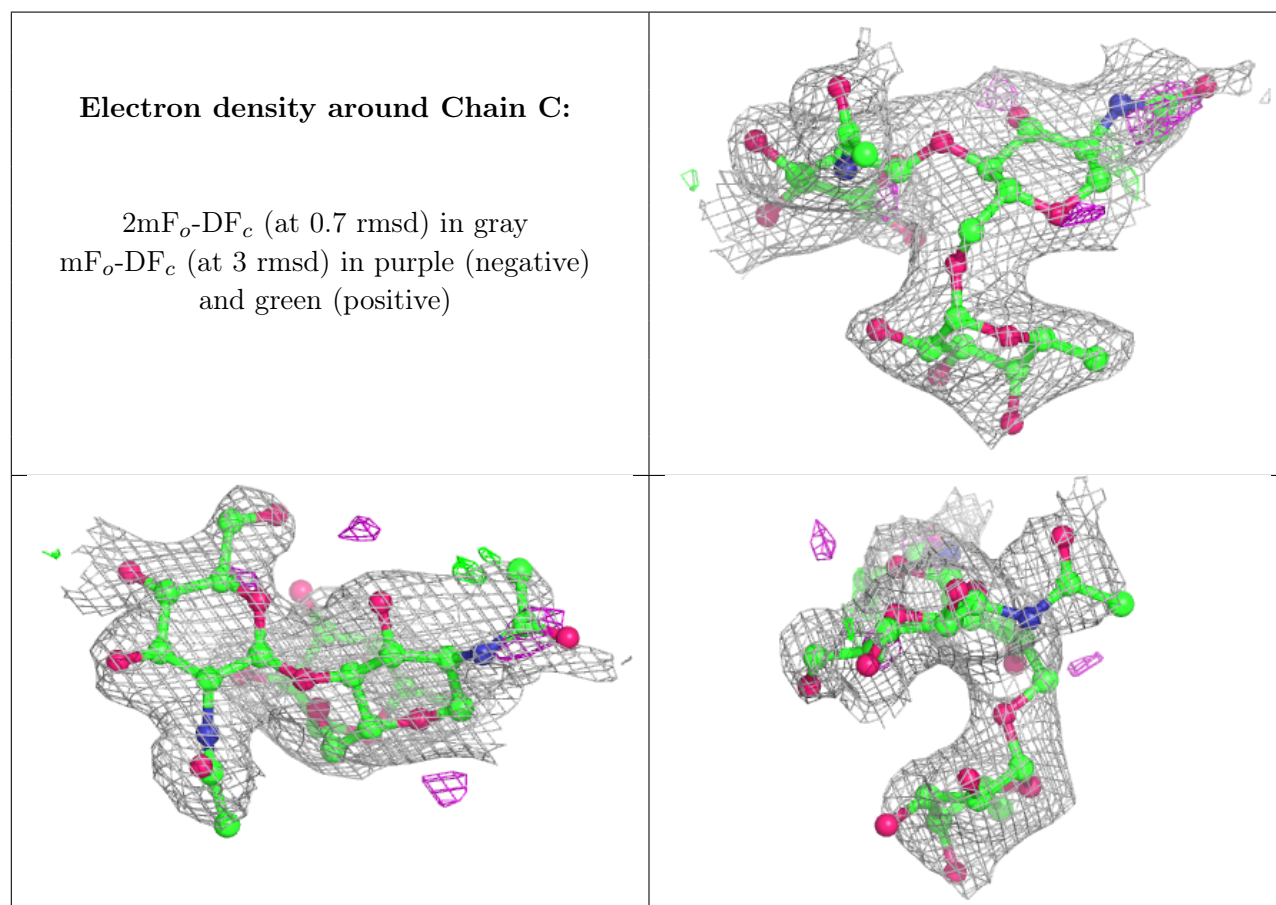 Electron density around Chain C:
2mFo-DFc (at 0.7 rmsd) in gray
mFo-DFc (at 3 rmsd) in purple (negative)
and green (positive)